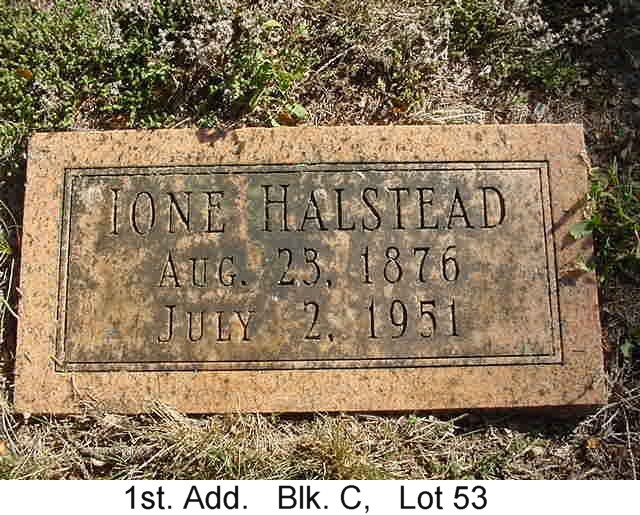 IONE HALSTEAD
AUG. 23, 1876
JULY 2, 1951
1st. Add. Blk. C, Lot 53